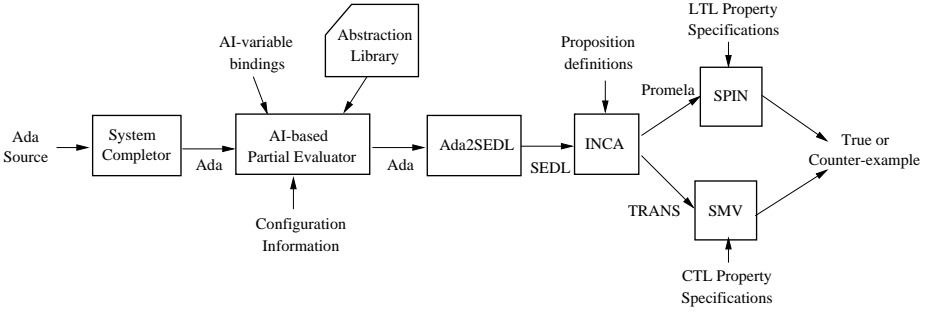 LTL Property
Specifications
AI-variable
bindings
Abstraction
Library
Proposition
definitions
Promela
SPIN
Ada
Source
System
Completor
Ada
AI-based
Partial Evaluator
Ada
Ada2SEDL
SEDL
INCA
True or
Counter-example
TRANS
SMV
Configuration
Information
CTL Property
Specifications